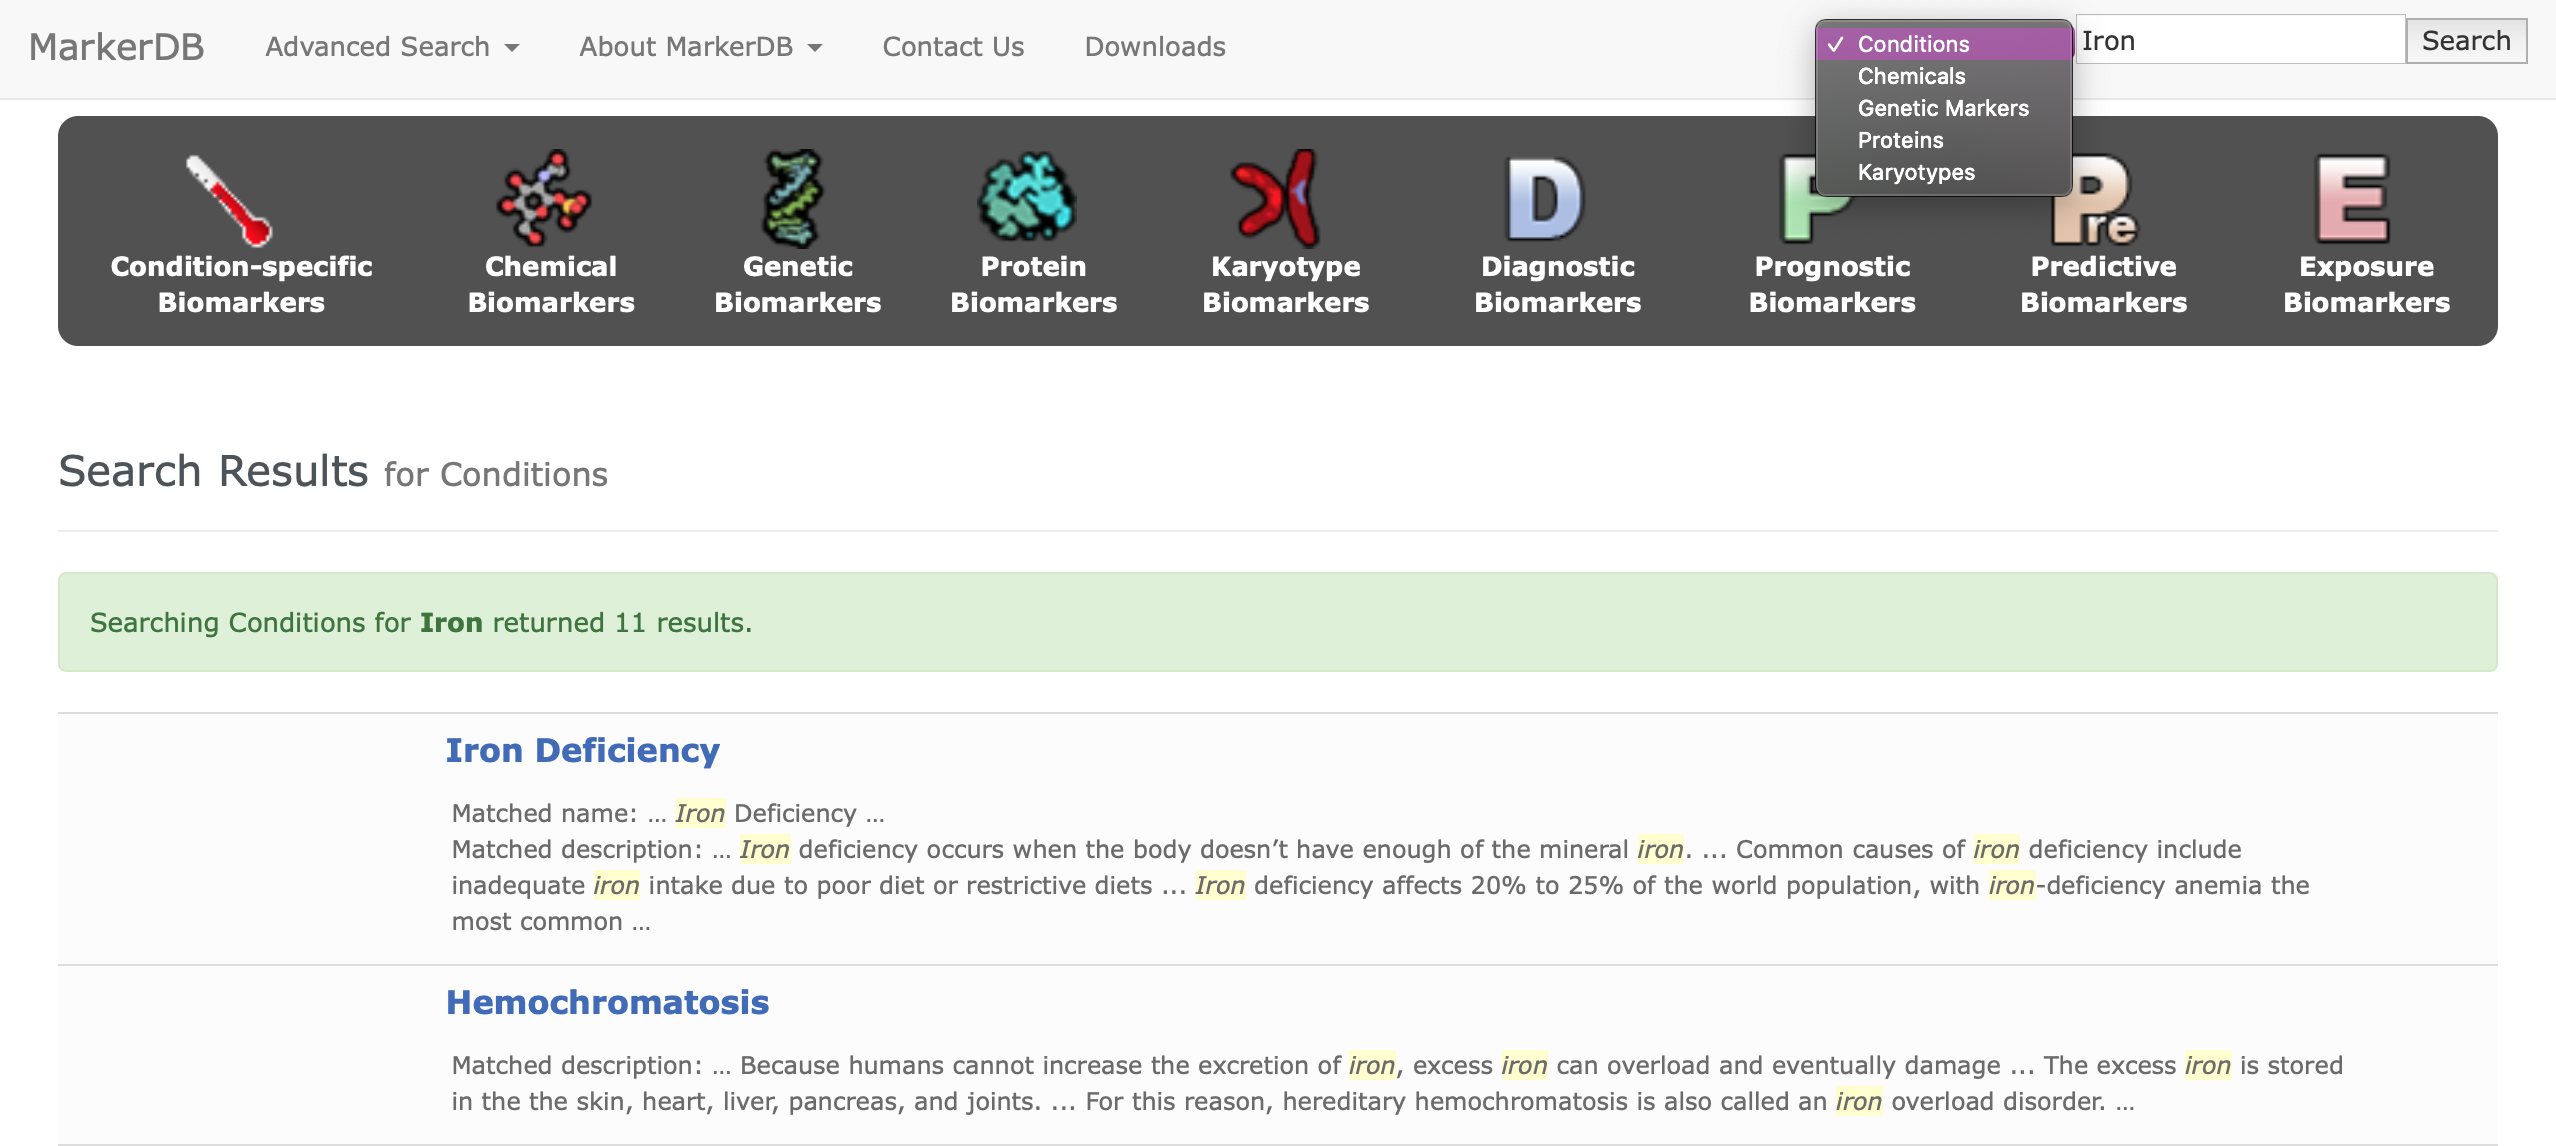 MarkerDB Advanced Search About MarkerDB Contact Us Downloads
✓ Conditions
Chemicals
Genetic Markers
Proteins
Karyotypes
Iron Search
Condition-specific
Biomarkers
Chemical
Biomarkers
Genetic
Biomarkers
Protein
Biomarkers
Karyotype
Biomarkers
D
Diagnostic
Biomarkers
P
Prognostic
Biomarkers
Pre
Predictive
Biomarkers
E
Exposure
Biomarkers
Search Results for Conditions
Searching Conditions for Iron returned 11 results.
Iron Deficiency
Matched name: ... Iron Deficiency ...
Matched description: ... Iron deficiency occurs when the body doesn’t have enough of the mineral iron. ... Common causes of iron deficiency include
inadequate iron intake due to poor diet or restrictive diets ... Iron deficiency affects 20% to 25% of the world population, with iron-deficiency anemia the
most common ...
Hemochromatosis
Matched description: ... Because humans cannot increase the excretion of iron, excess iron can overload and eventually damage ... The excess iron is stored
in the the skin, heart, liver, pancreas, and joints. ... For this reason, hereditary hemochromatosis is also called an iron overload disorder. ...